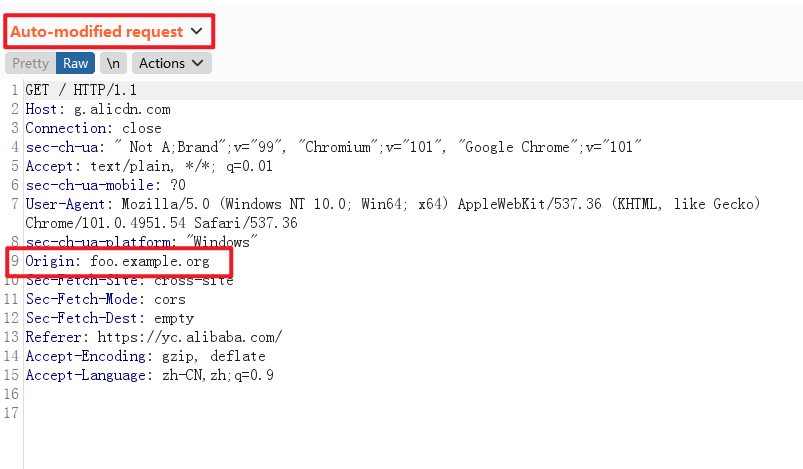 Auto-modified request
Pretty Raw \n Actions
1 GET / HTTP/1.1
2 Host: g.alicdn.com
3 Connection: close
4 sec-ch-ua: " Not A;Brand";v="99", "Chromium";v="101", "Google Chrome";v="101"
5 Accept: text/plain, */*; q=0.01
6 sec-ch-ua-mobile: ?0
7 User-Agent: Mozilla/5.0 (Windows NT 10.0; Win64; x64) AppleWebKit/537.36 (KHTML, like Gecko)
Chrome/101.0.4951.54 Safari/537.36
8 sec-ch-ua-platform: "Windows"
9 Origin: foo.example.org
10 Sec-Fetch-Site: cross-site
11 Sec-Fetch-Mode: cors
12 Sec-Fetch-Dest: empty
13 Referer: https://yc.alibaba.com/
14 Accept-Encoding: gzip, deflate
15 Accept-Language: zh-CN,zh;q=0.9
16
17